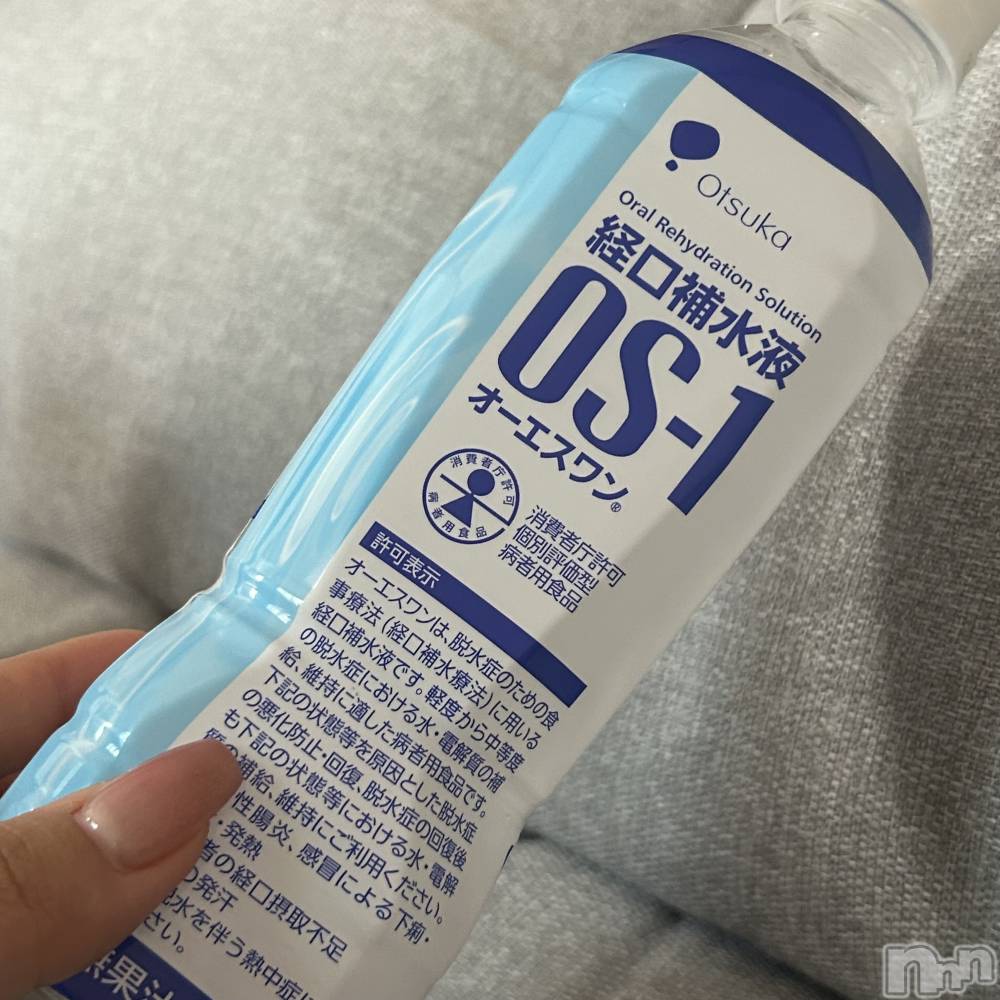 Otsuka
Oral Rehydration Solution
経口補水液
OS-1
オーエスワン®
消費者庁許可
病者用食品
消費者庁許可
個別評価型
病者用食品
許可表示
オーエスワンは、脱水症のための食
事療法(経口補水療法)に用いる
経口補水液です。軽度から中等度
の脱水症における水・電解質の補
給、維持に適した病者用食品です。
下記の状態等を原因とした脱水症
の悪化防止・回復、脱水症の回復後
も下記の状態等における水・電解
質の補給、維持にご利用ください。
性腸炎、感冒による下痢・
・発熱
者の経口摂取不足
の発汗
脱水を伴う熱中症に
さい。
無果汁
nnn